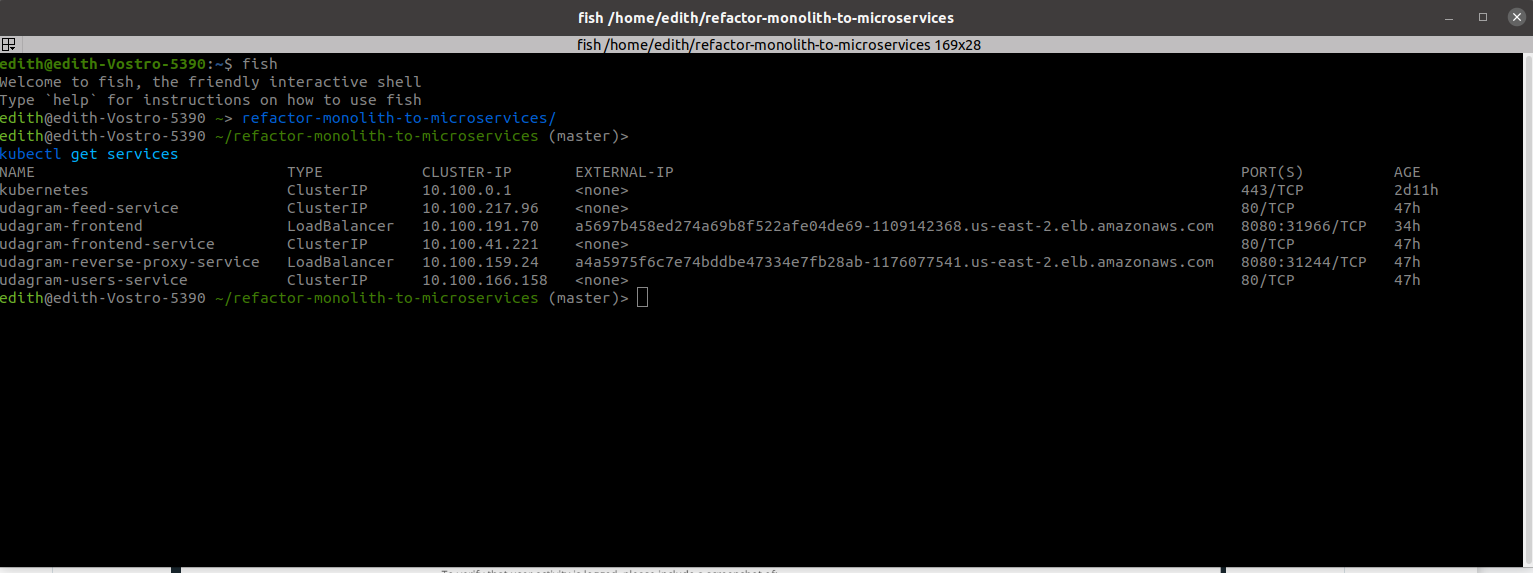 fish /home/edith/refactor-monolith-to-microservices
fish /home/edith/refactor-monolith-to-microservices 169x28
edith@edith-Vostro-5390:~$ fish
Welcome to fish, the friendly interactive shell
Type `help` for instructions on how to use fish
edith@edith-Vostro-5390 ~> refactor-monolith-to-microservices/
edith@edith-Vostro-5390 ~/refactor-monolith-to-microservices (master)>
kubectl get services
NAME TYPE CLUSTER-IP EXTERNAL-IP PORT(S) AGE
kubernetes ClusterIP 10.100.0.1 <none> 443/TCP 2d11h
udagram-feed-service ClusterIP 10.100.217.96 <none> 80/TCP 47h
udagram-frontend LoadBalancer 10.100.191.70 a5697b458ed274a69b8f522afe04de69-1109142368.us-east-2.elb.amazonaws.com 8080:31966/TCP 34h
udagram-frontend-service ClusterIP 10.100.41.221 <none> 80/TCP 47h
udagram-reverse-proxy-service LoadBalancer 10.100.159.24 a4a5975f6c7e74bddbe47334e7fb28ab-1176077541.us-east-2.elb.amazonaws.com 8080:31244/TCP 47h
udagram-users-service ClusterIP 10.100.166.158 <none> 80/TCP 47h
edith@edith-Vostro-5390 ~/refactor-monolith-to-microservices (master)>